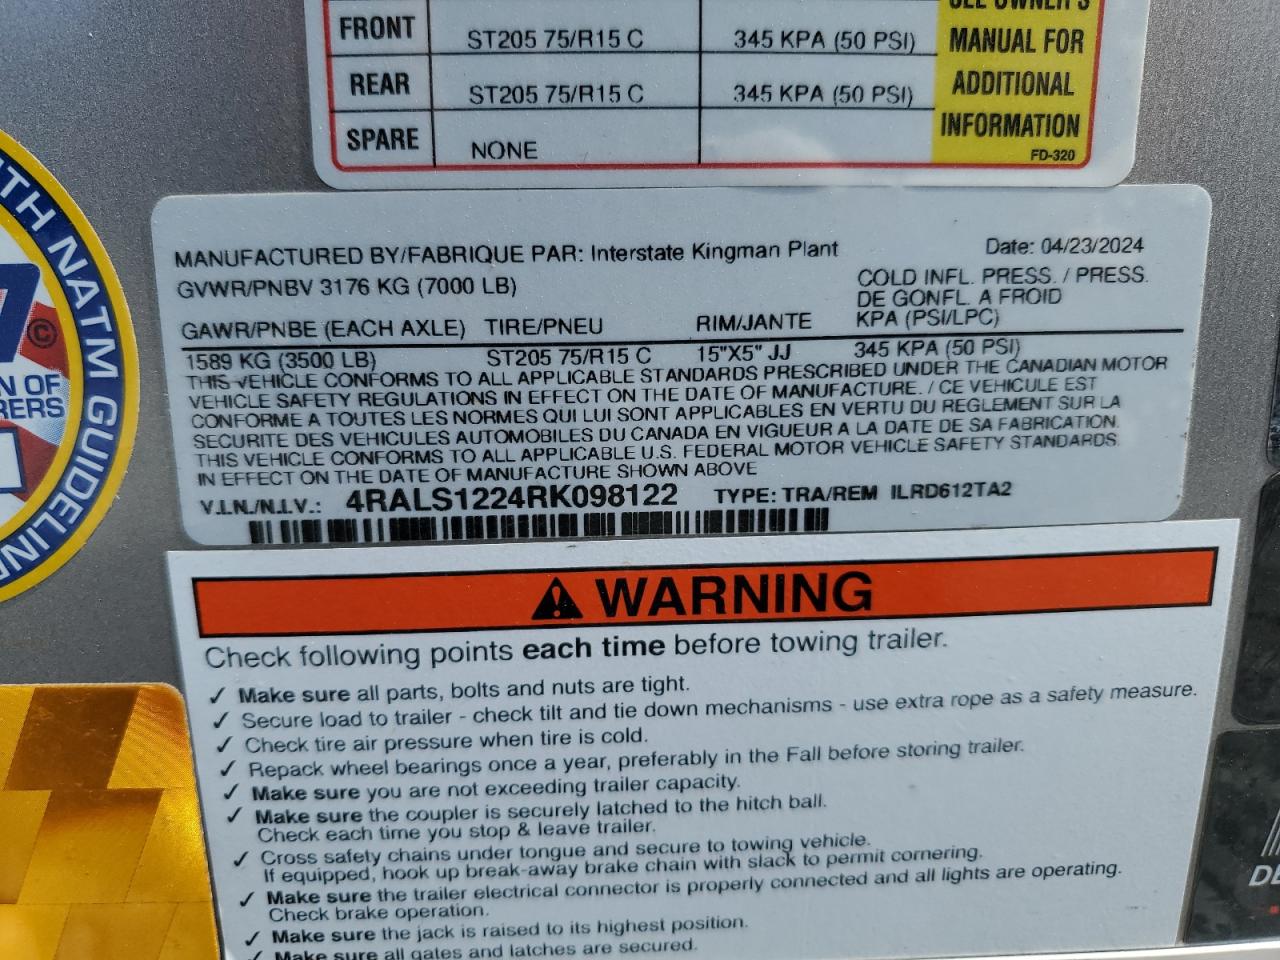 FRONT ST205 75/R15 C 345 KPA (50 PSI) MANUAL FOR
REAR ST205 75/R15 C 345 KPA (50 PSI) ADDITIONAL
SPARE NONE INFORMATION
FD-320
MANUFACTURED BY/FABRIQUE PAR: Interstate Kingman Plant Date: 04/23/2024
GVWR/PNBV 3176 KG (7000 LB) COLD INFL. PRESS. / PRESS.
DE GONFL. A FROID
GAWR/PNBE (EACH AXLE) TIRE/PNEU RIM/JANTE KPA (PSI/LPC)
1589 KG (3500 LB) ST205 75/R15 C 15"X5" JJ 345 KPA (50 PSI)
THIS VEHICLE CONFORMS TO ALL APPLICABLE STANDARDS PRESCRIBED UNDER THE CANADIAN MOTOR
VEHICLE SAFETY REGULATIONS IN EFFECT ON THE DATE OF MANUFACTURE. / CE VEHICULE EST
CONFORME A TOUTES LES NORMES QUI LUI SONT APPLICABLES EN VERTU DU REGLEMENT SUR LA
SECURITE DES VEHICULES AUTOMOBILES DU CANADA EN VIGUEUR A LA DATE DE SA FABRICATION.
THIS VEHICLE CONFORMS TO ALL APPLICABLE U.S. FEDERAL MOTOR VEHICLE SAFETY STANDARDS.
IN EFFECT ON THE DATE OF MANUFACTURE SHOWN ABOVE
V.I.N./N.I.V.: 4RALS1224RK098122 TYPE: TRA/REM ILRD612TA2
WITH NATM GUIDELIN
©
N OF
RERS
WARNING
Check following points each time before towing trailer.
✓ Make sure all parts, bolts and nuts are tight.
✓ Secure load to trailer - check tilt and tie down mechanisms - use extra rope as a safety measure.
✓ Check tire air pressure when tire is cold.
✓ Repack wheel bearings once a year, preferably in the Fall before storing trailer.
✓ Make sure you are not exceeding trailer capacity.
✓ Make sure the coupler is securely latched to the hitch ball.
Check each time you stop & leave trailer.
✓ Cross safety chains under tongue and secure to towing vehicle.
If equipped, hook up break-away brake chain with slack to permit cornering.
✓ Make sure the trailer electrical connector is properly connected and all lights are operating.
Check brake operation.
✓ Make sure the jack is raised to its highest position.
✓ Make sure all gates and latches are secured.